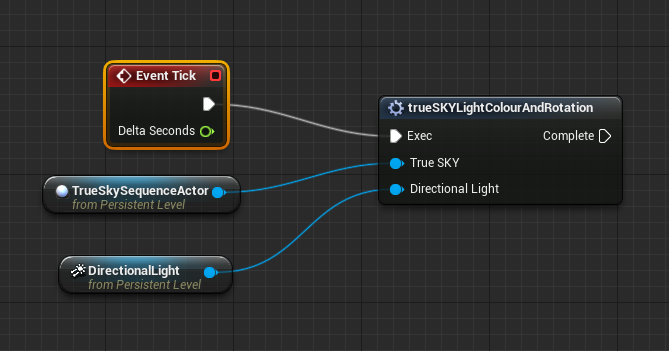 Event Tick
Delta Seconds
trueSKYLightColourAndRotation
Exec
Complete
True SKY
Directional Light
TrueSkySequenceActor
from Persistent Level
DirectionalLight
from Persistent Level